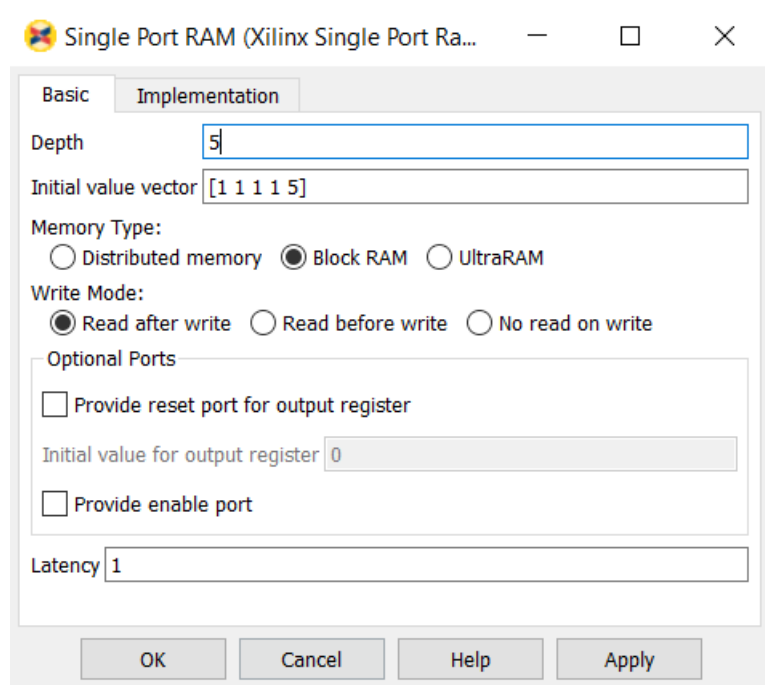 Single Port RAM (Xilinx Single Port Ra...
Basic Implementation
Depth 5
Initial value vector [1 1 1 1 5]
Memory Type:
Distributed memory Block RAM UltraRAM
Write Mode:
Read after write Read before write No read on write
Optional Ports
Provide reset port for output register
Initial value for output register 0
Provide enable port
Latency 1
OK Cancel Help Apply